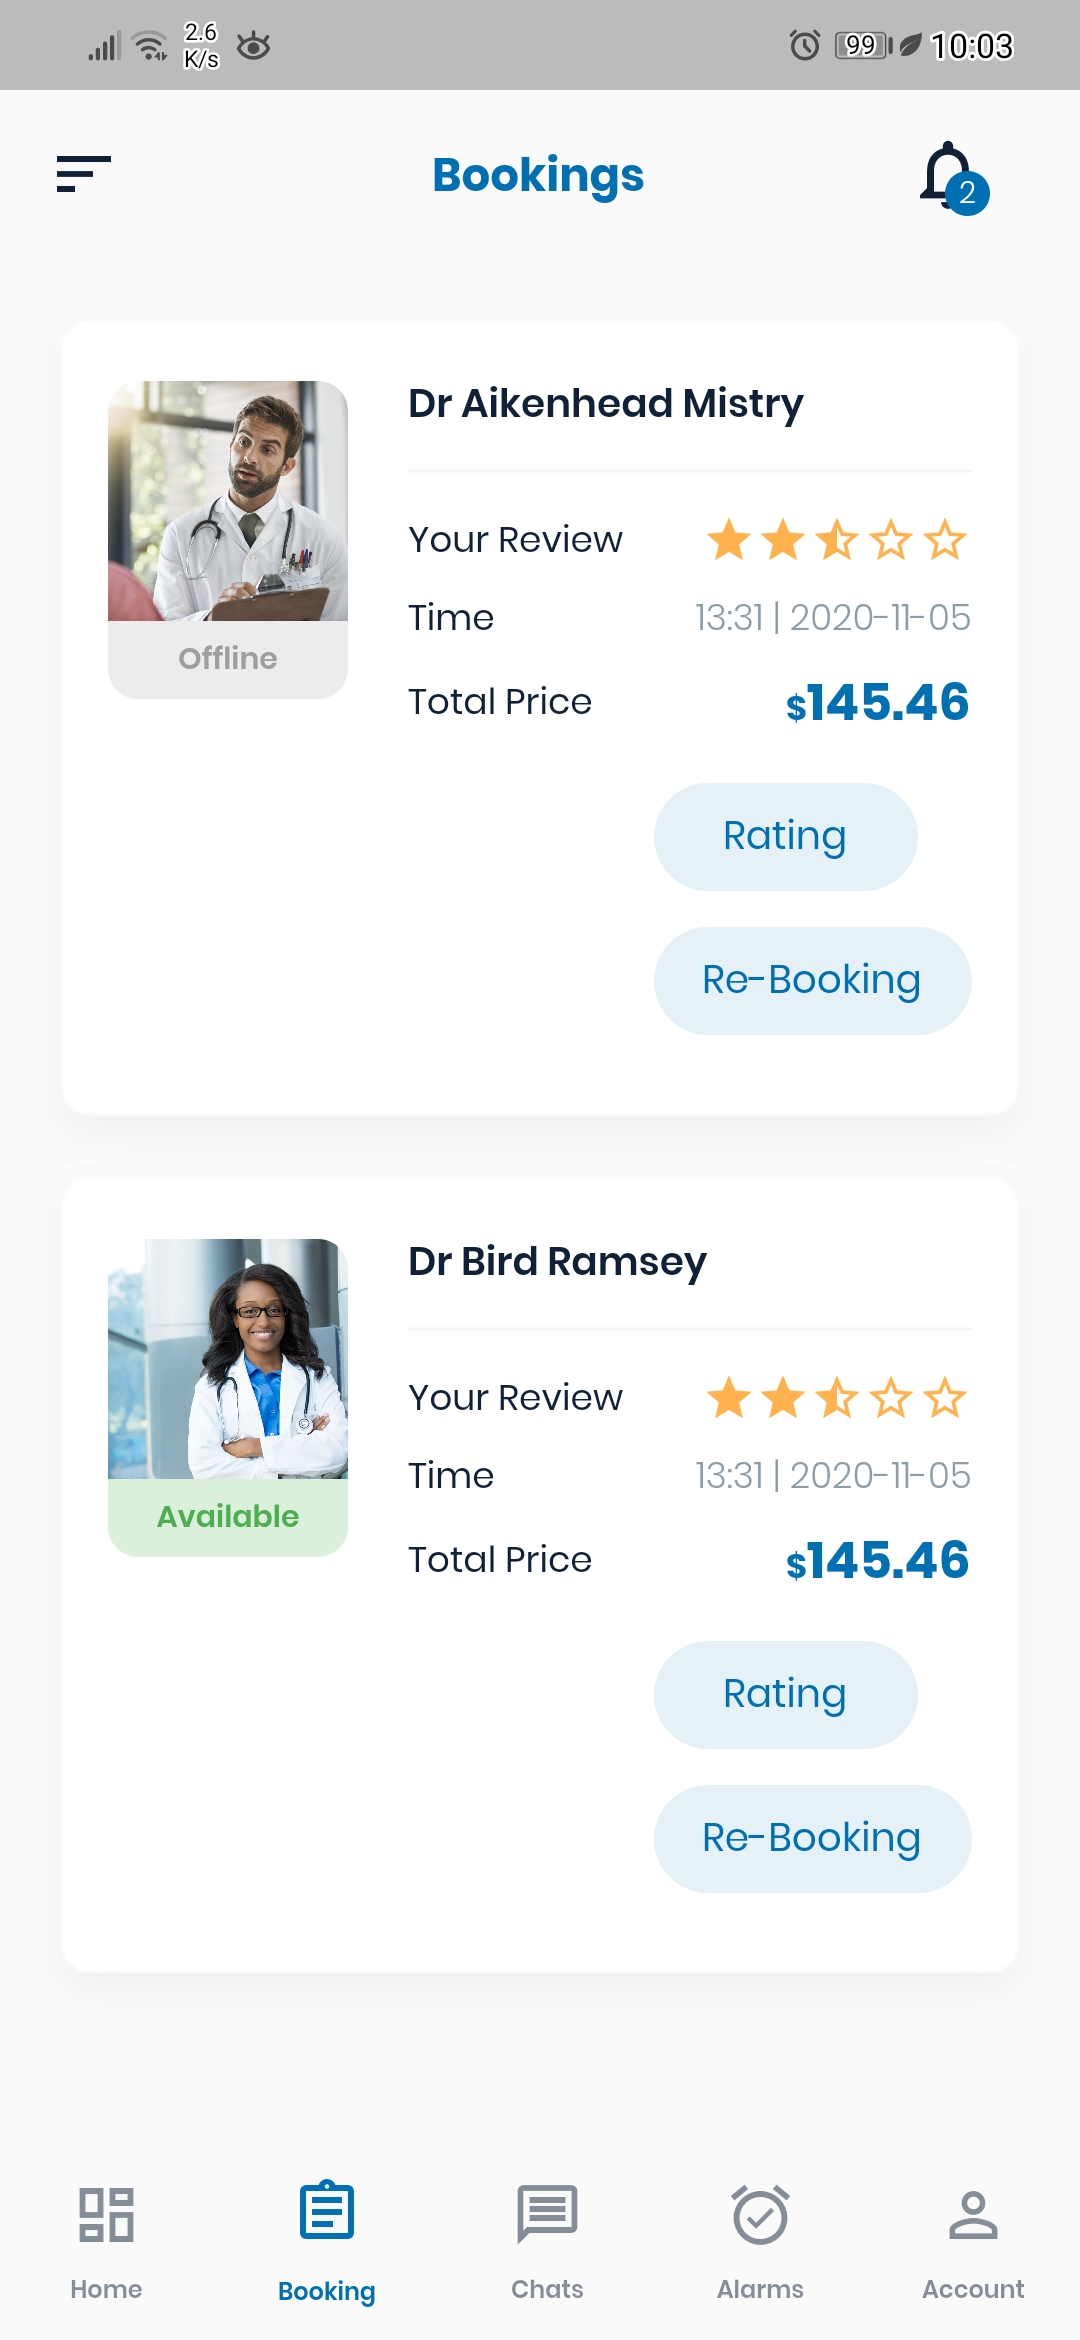 2.6
K/s
99
10:03
Bookings
2
Dr Aikenhead Mistry
Your Review
Time 13:31 | 2020-11-05
Offline
Total Price $145.46
Rating
Re-Booking
Dr Bird Ramsey
Your Review
Time 13:31 | 2020-11-05
Available
Total Price $145.46
Rating
Re-Booking
Home Booking Chats Alarms Account